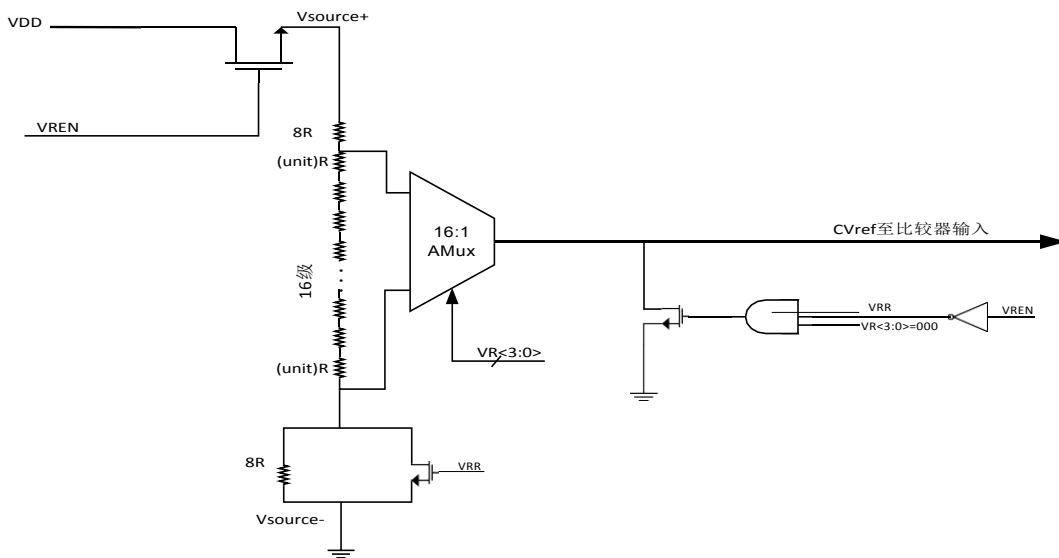 Vsource+
VDD
VREN
8R
(unit)R
16:1
AMux
CVref至比较器输入
16级
VRR
VREN
VR<3:0>=000
VR<3:0>
(unit)R
8R
VRR
Vsource-